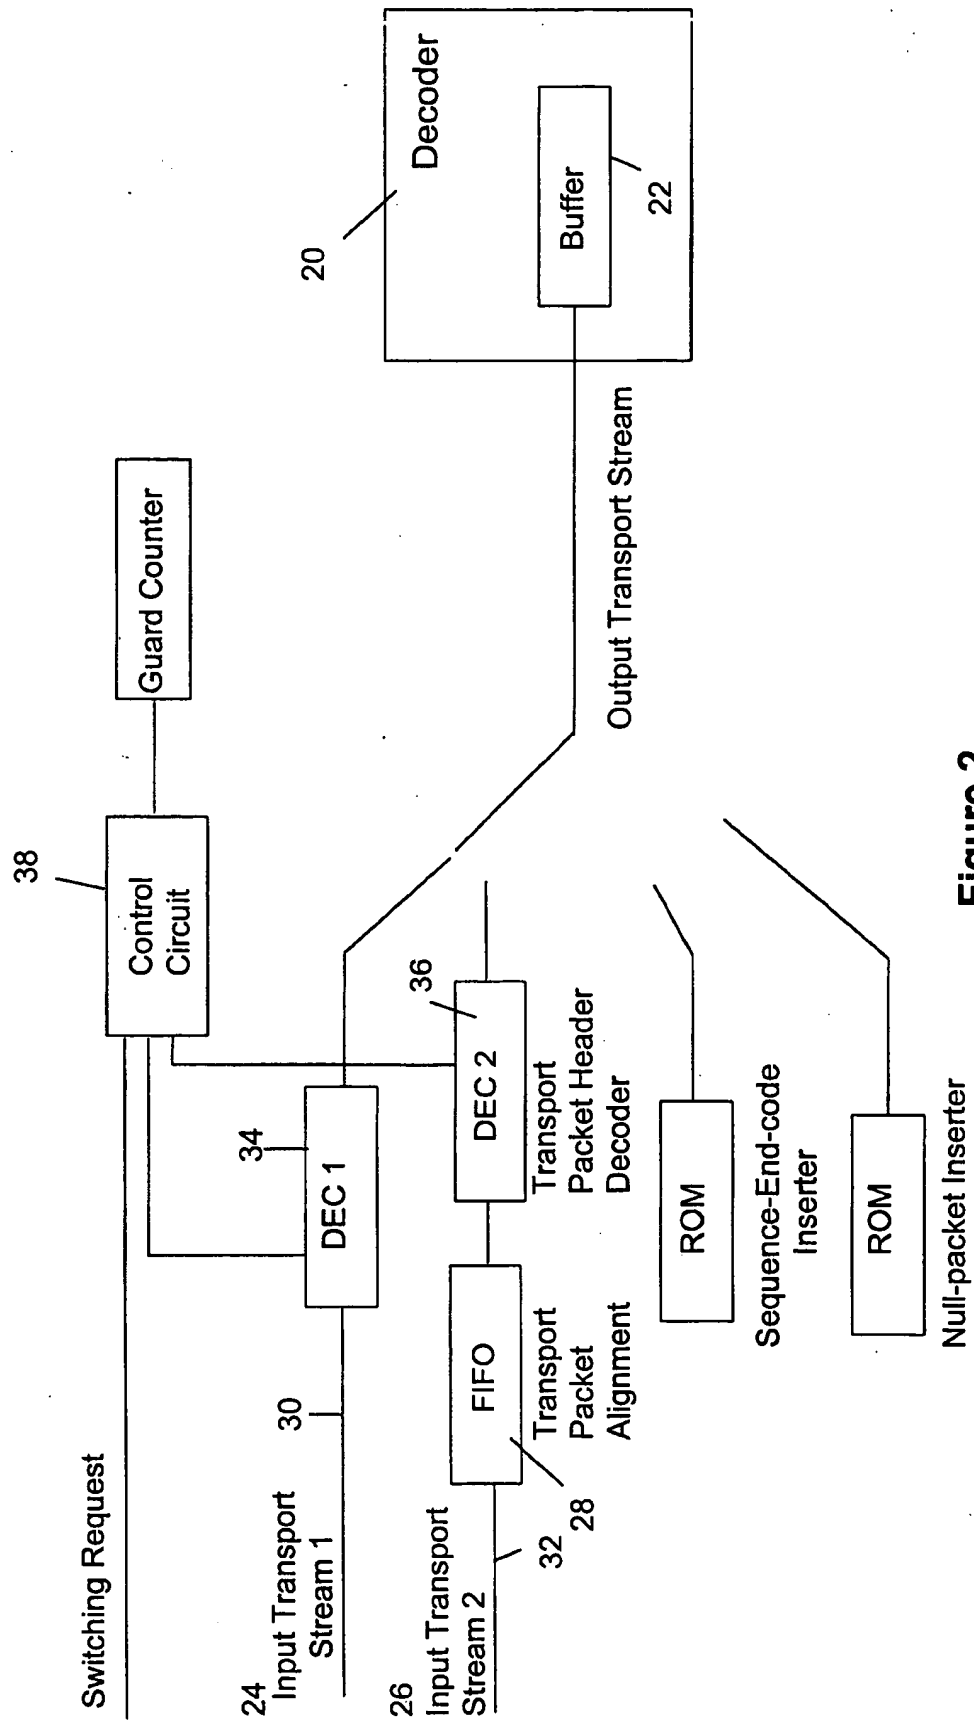 Switching Request
38
Control
Circuit
Guard Counter
24
Input Transport
Stream 1
30
34
DEC 1
20
Decoder
Buffer
22
26
Input Transport
Stream 2
32
28
FIFO
Transport
Packet
Alignment
36
DEC 2
Transport
Packet Header
Decoder
Output Transport Stream
ROM
Sequence-End-code
Inserter
ROM
Null-packet Inserter
Figure 2